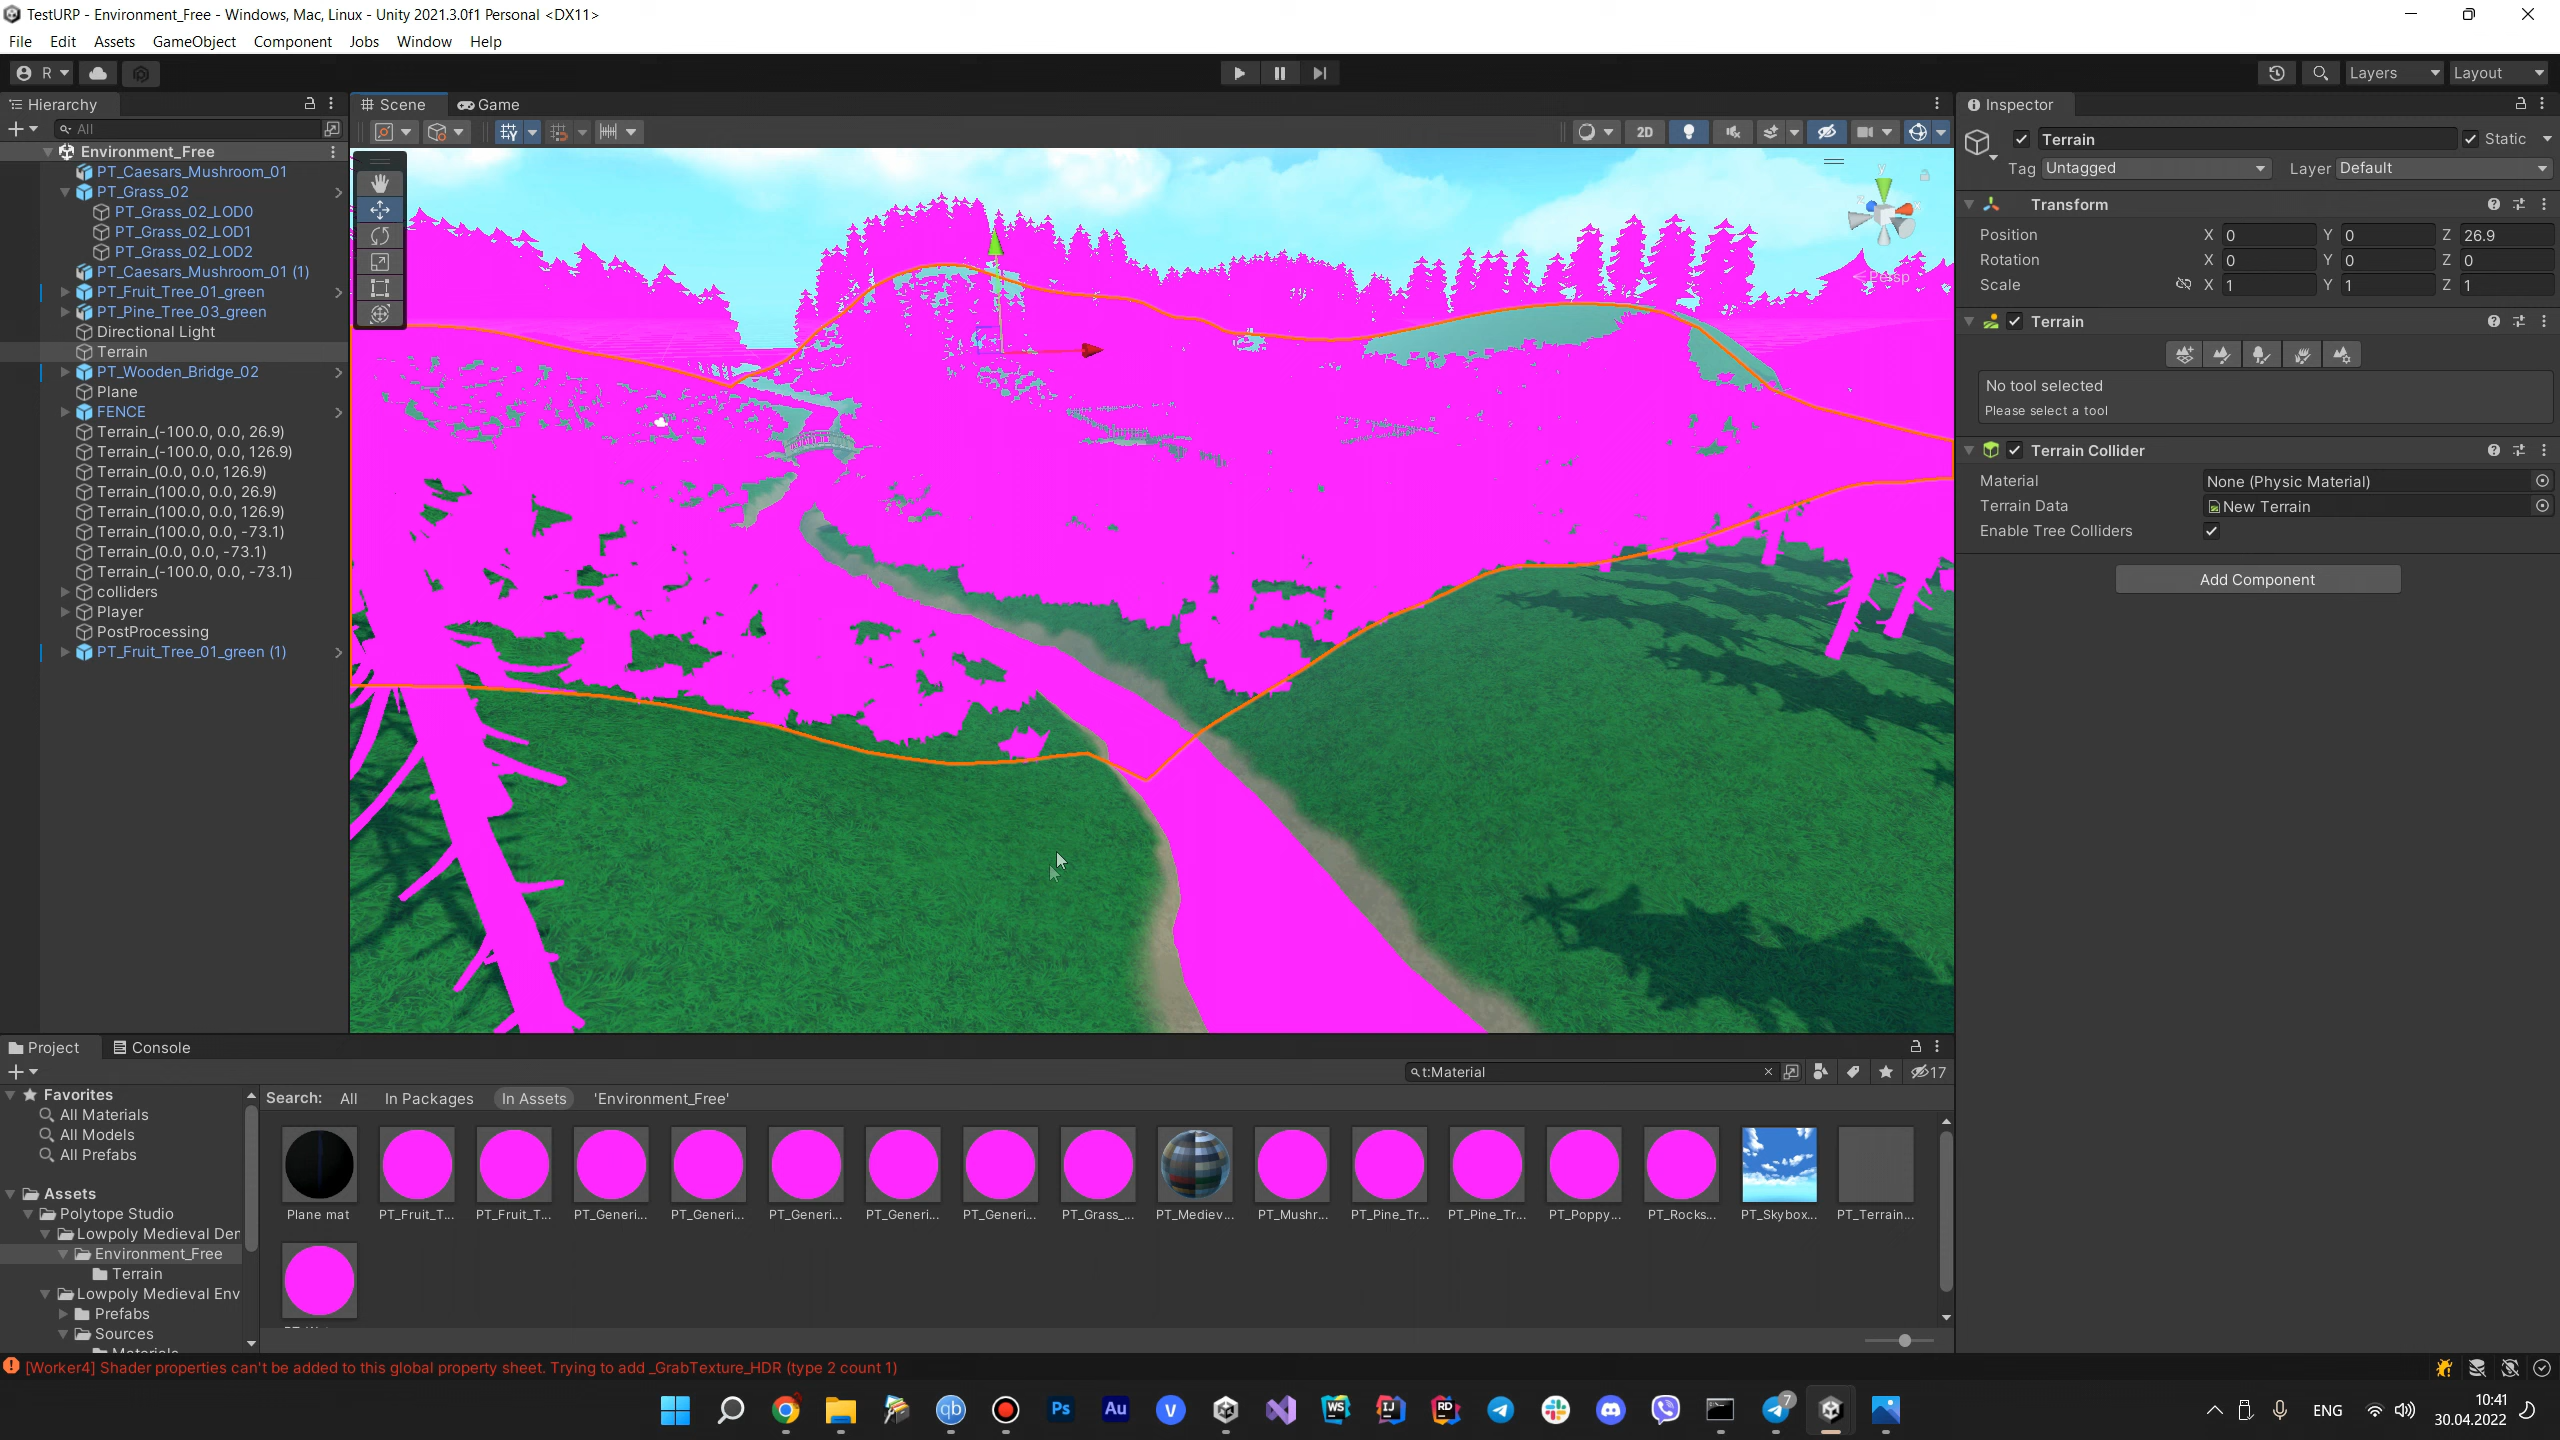 TestURP - Environment_Free - Windows, Mac, Linux - Unity 2021.3.0f1 Personal <DX11>
File Edit Assets GameObject Component Jobs Window Help
R
Layers
Layout
Hierarchy
All
Environment_Free
PT_Caesars_Mushroom_01
PT_Grass_02
PT_Grass_02_LOD0
PT_Grass_02_LOD1
PT_Grass_02_LOD2
PT_Caesars_Mushroom_01 (1)
PT_Fruit_Tree_01_green
PT_Pine_Tree_03_green
Directional Light
Terrain
PT_Wooden_Bridge_02
Plane
FENCE
Terrain_(-100.0, 0.0, 26.9)
Terrain_(-100.0, 0.0, 126.9)
Terrain_(0.0, 0.0, 126.9)
Terrain_(100.0, 0.0, 26.9)
Terrain_(100.0, 0.0, 126.9)
Terrain_(100.0, 0.0, -73.1)
Terrain_(0.0, 0.0, -73.1)
Terrain_(-100.0, 0.0, -73.1)
colliders
Player
PostProcessing
PT_Fruit_Tree_01_green (1)
Scene Game
2D
y
x
Persp
Inspector
Terrain
Static
Tag Untagged Layer Default
Transform
Position X 0 Y 0 Z 26.9
Rotation X 0 Y 0 Z 0
Scale X 1 Y 1 Z 1
Terrain
No tool selected
Please select a tool
Terrain Collider
Material None (Physic Material)
Terrain Data New Terrain
Enable Tree Colliders
Add Component
Project Console
t:Material
17
Favorites
All Materials
All Models
All Prefabs
Assets
Polytope Studio
Lowpoly Medieval Der
Environment_Free
Terrain
Lowpoly Medieval Env
Prefabs
Sources
Search: All In Packages In Assets 'Environment_Free'
Plane mat PT_Fruit_T... PT_Fruit_T... PT_Generi... PT_Generi... PT_Generi... PT_Generi... PT_Generi... PT_Grass_... PT_Mediev... PT_Mushr... PT_Pine_Tr... PT_Pine_Tr... PT_Poppy... PT_Rocks... PT_Skybox... PT_Terrain...
[Worker4] Shader properties can't be added to this global property sheet. Trying to add _GrabTexture_HDR (type 2 count 1)
qb Ps Au V WS IJ RD 7
ENG
10:41
30.04.2022